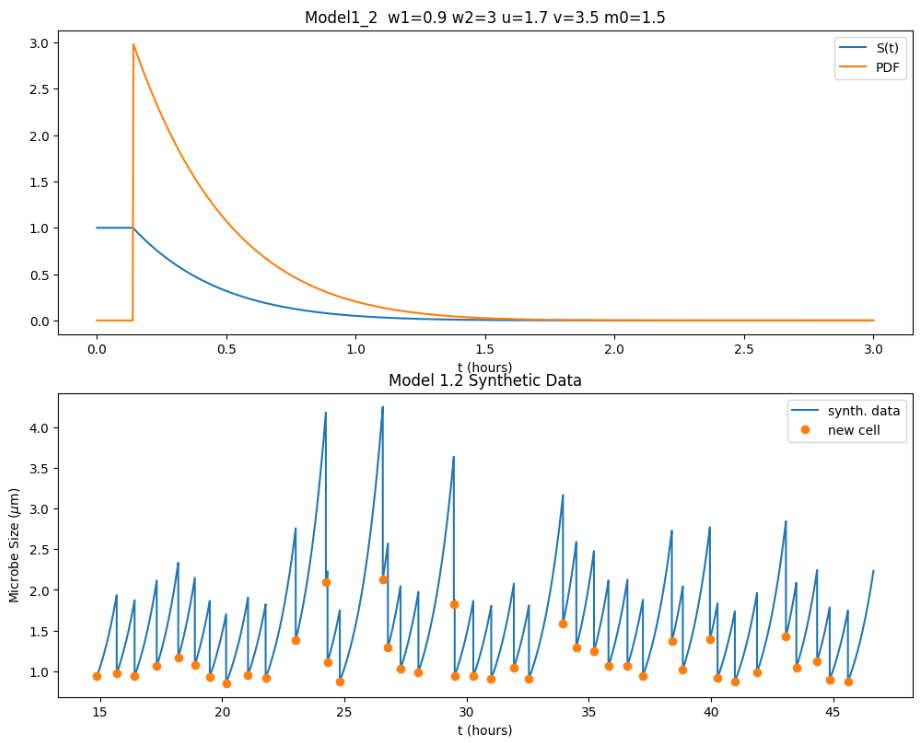 Model1_2  w1=0.9 w2=3 u=1.7 v=3.5 m0=1.5
3.0
2.5
2.0
1.5
1.0
0.5
0.0
S(t)
PDF
0.0 0.5 1.0 1.5 2.0 2.5 3.0
t (hours)
Model 1.2 Synthetic Data
4.0
3.5
3.0
2.5
2.0
1.5
1.0
Microbe Size (μm)
synth. data
new cell
15 20 25 30 35 40 45
t (hours)